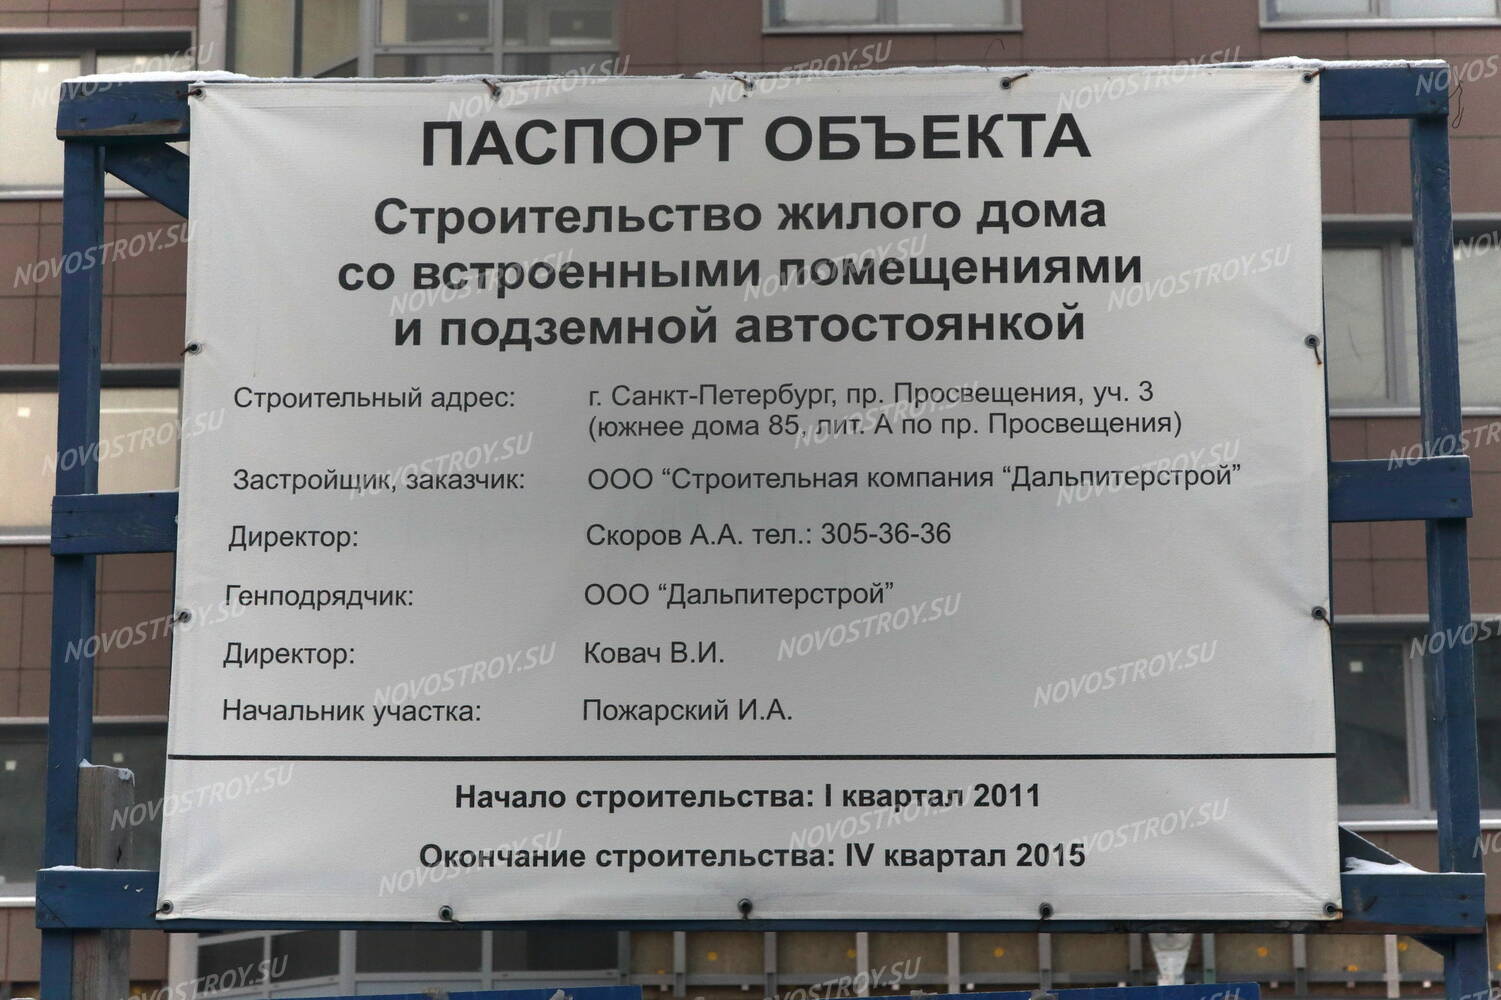 ПАСПОРТ ОБЪЕКТА
Строительство жилого дома
со встроенными помещениями
и подземной автостоянкой
Строительный адрес: г. Санкт-Петербург, пр. Просвещения, уч. 3
(южнее дома 85, лит. А по пр. Просвещения)
Застройщик, заказчик: ООО “Строительная компания “Дальпитерстрой”
Директор: Скоров А.А. тел.: 305-36-36
Генподрядчик: ООО “Дальпитерстрой”
Директор: Ковач В.И.
Начальник участка: Пожарский И.А.
Начало строительства: I квартал 2011
Окончание строительства: IV квартал 2015
NOVOSTROY.SU